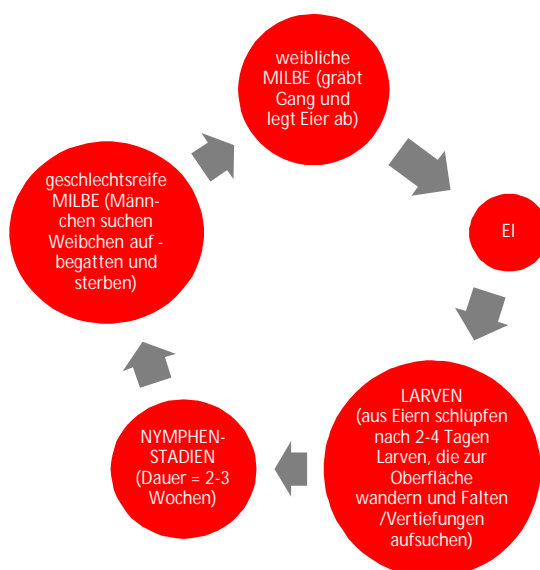 weibliche
MILBE (gräbt
Gang und
legt Eier ab)
EI
LARVEN
(aus Eiern schlüpfen
nach 2-4 Tagen
Larven, die zur
Oberfläche
wandern und Falten
/Vertiefungen
aufsuchen)
NYMPHEN-
STADIEN
(Dauer = 2-3
Wochen)
geschlechtsreife
MILBE (Männ-
chen suchen
Weibchen auf -
begatten und
sterben)